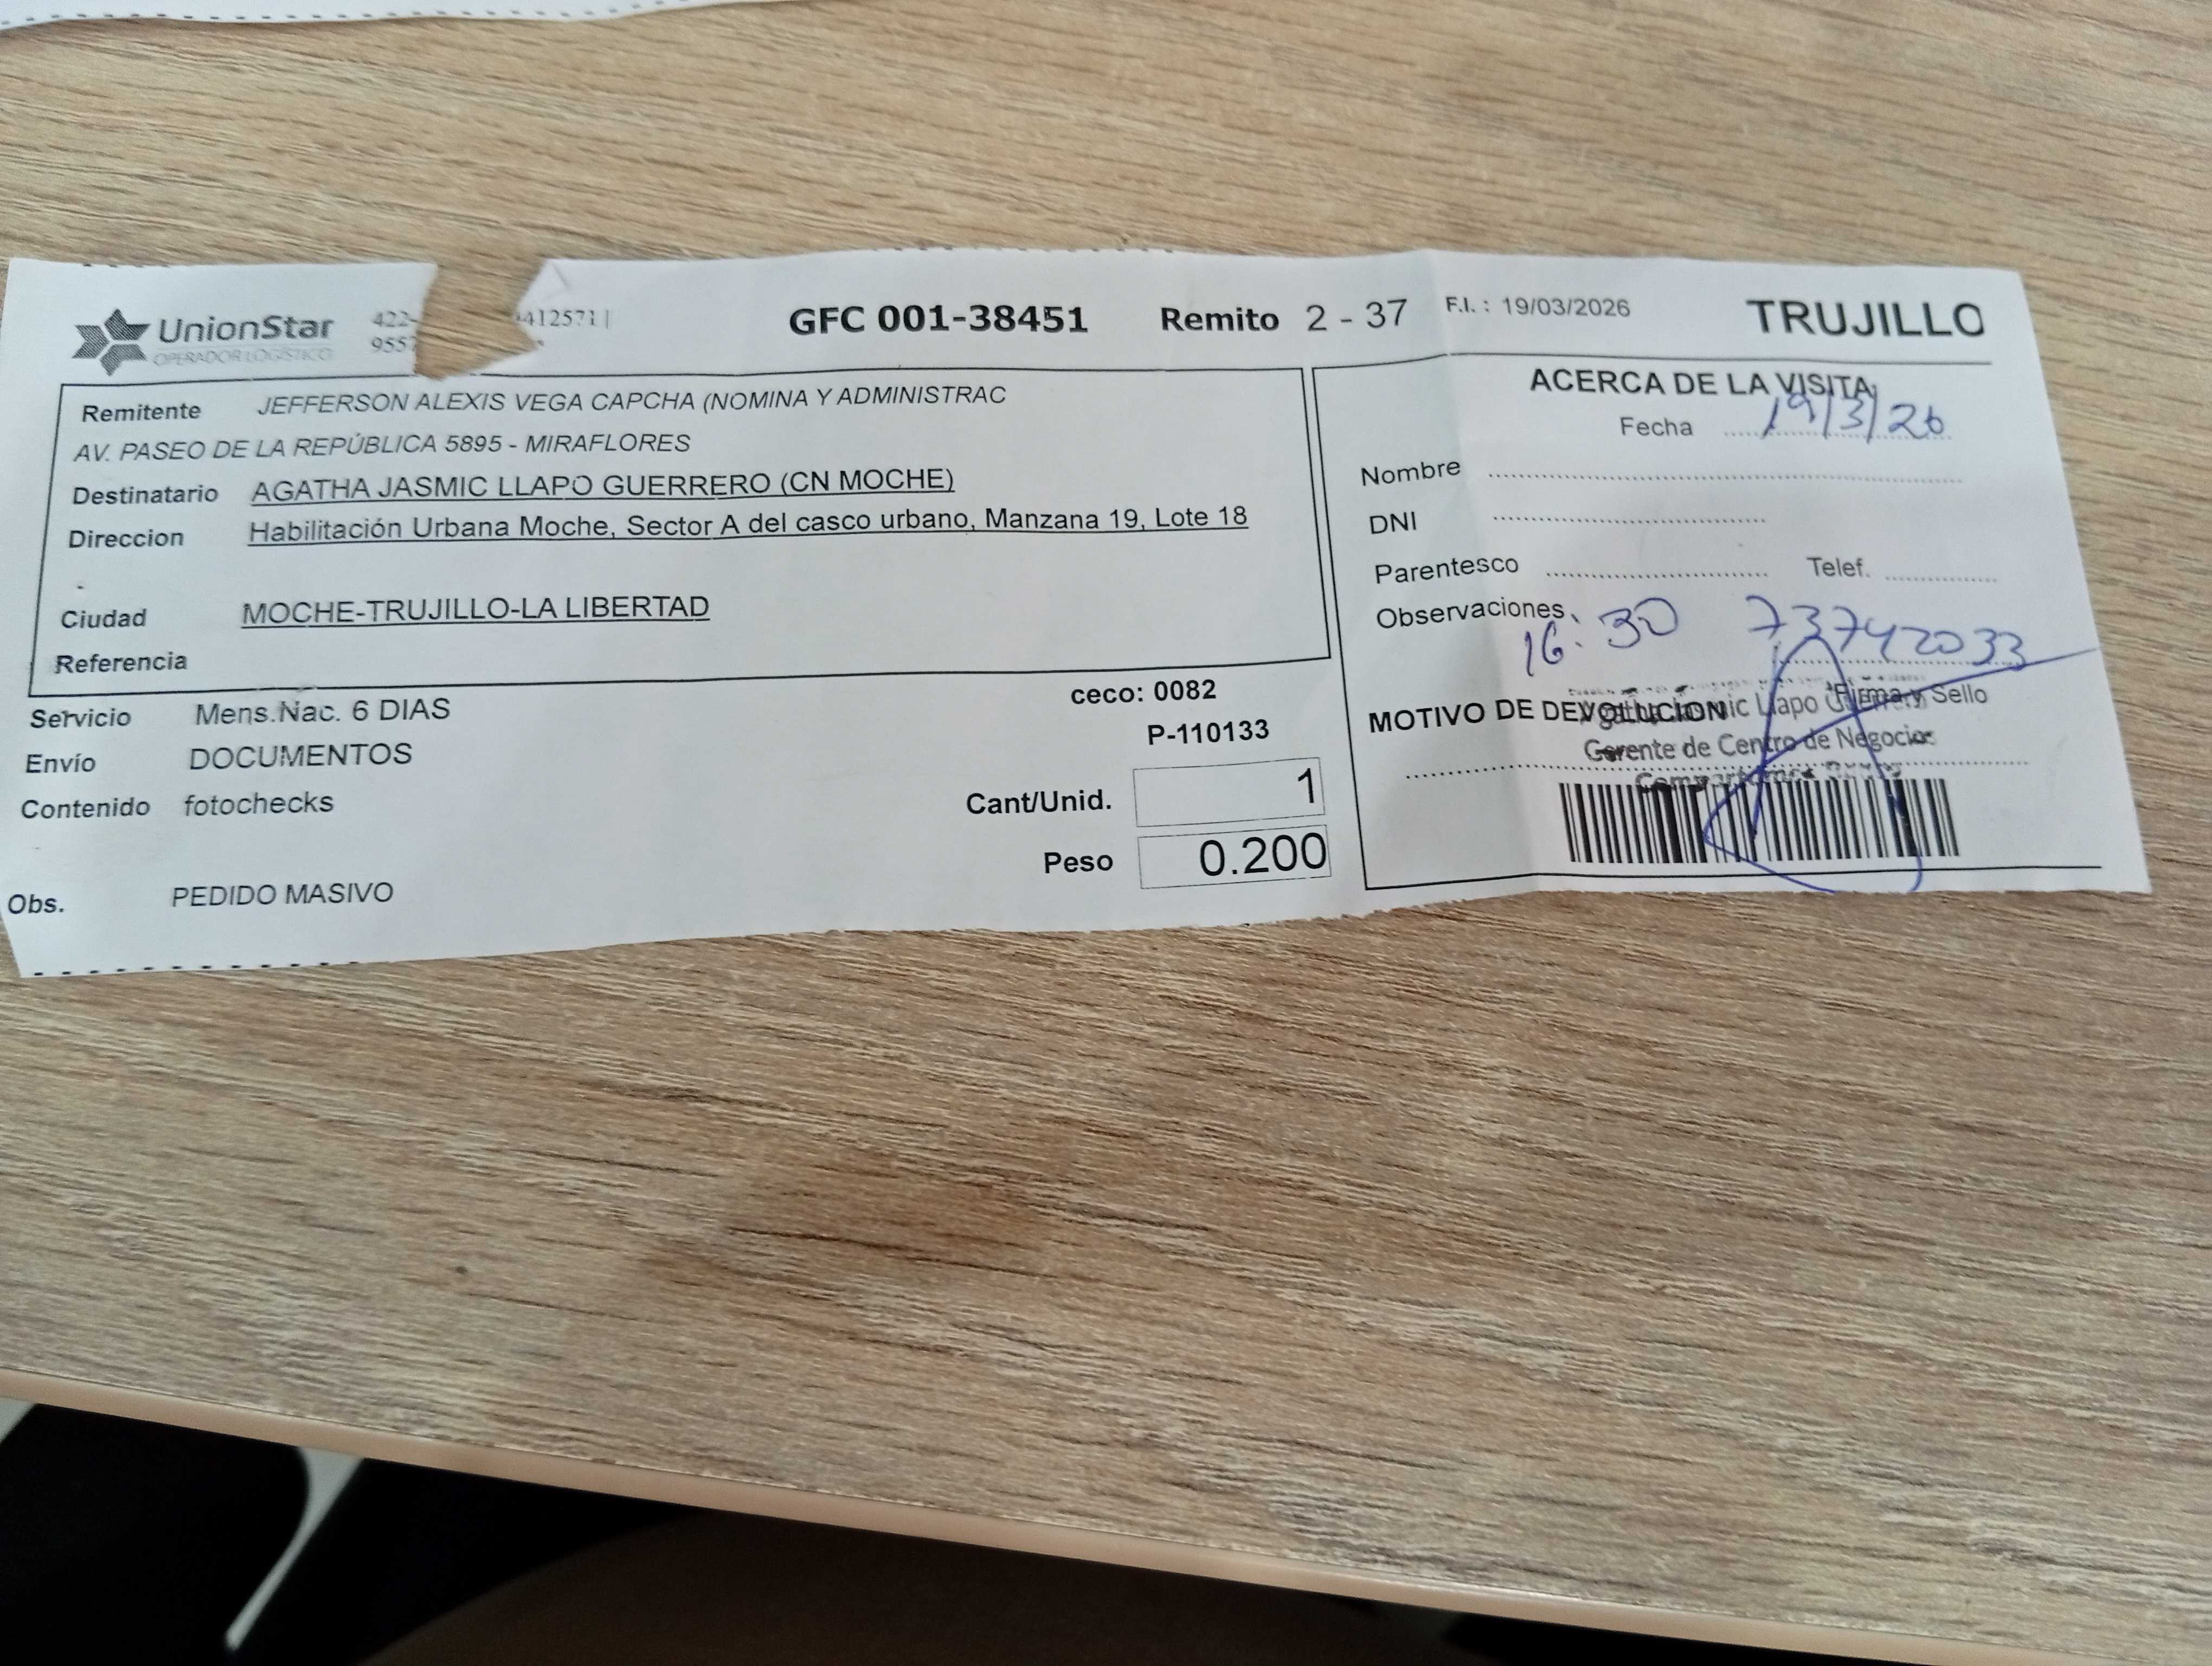 UnionStar
OPERADOR LOGÍSTICO
422-
412571 |
9557
GFC 001-38451 Remito 2 - 37 F.I. : 19/03/2026 TRUJILLO
Remitente JEFFERSON ALEXIS VEGA CAPCHA (NOMINA Y ADMINISTRAC
AV. PASEO DE LA REPÚBLICA 5895 - MIRAFLORES
Destinatario AGATHA JASMIC LLAPO GUERRERO (CN MOCHE)
Direccion Habilitación Urbana Moche, Sector A del casco urbano, Manzana 19, Lote 18
Ciudad MOCHE-TRUJILLO-LA LIBERTAD
Referencia
Servicio Mens.Nac. 6 DIAS
Envío DOCUMENTOS
Contenido fotochecks
Obs. PEDIDO MASIVO
ceco: 0082
P-110133
Cant/Unid. 1
Peso 0.200
ACERCA DE LA VISITA
Fecha 19/3/26
Nombre
DNI
Parentesco Telef.
Observaciones
16:30 73742033
Firma y Sello
MOTIVO DE DEVOLUCION
Llapo
Gerente de Centro de Negocios